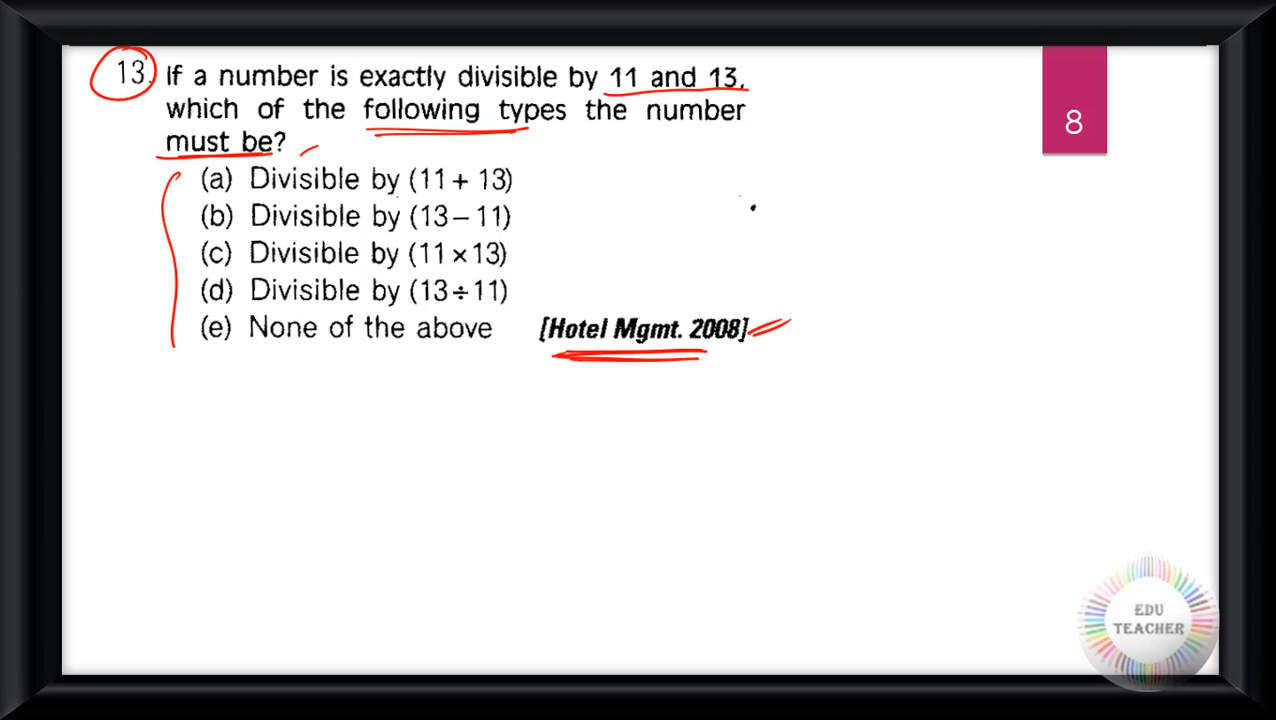 13. If a number is exactly divisible by 11 and 13,
which of the following types the number
must be?
(a) Divisible by (11 + 13)
(b) Divisible by (13 – 11)
(c) Divisible by (11 × 13)
(d) Divisible by (13 ÷ 11)
(e) None of the above [Hotel Mgmt. 2008]
8
EDU
TEACHER